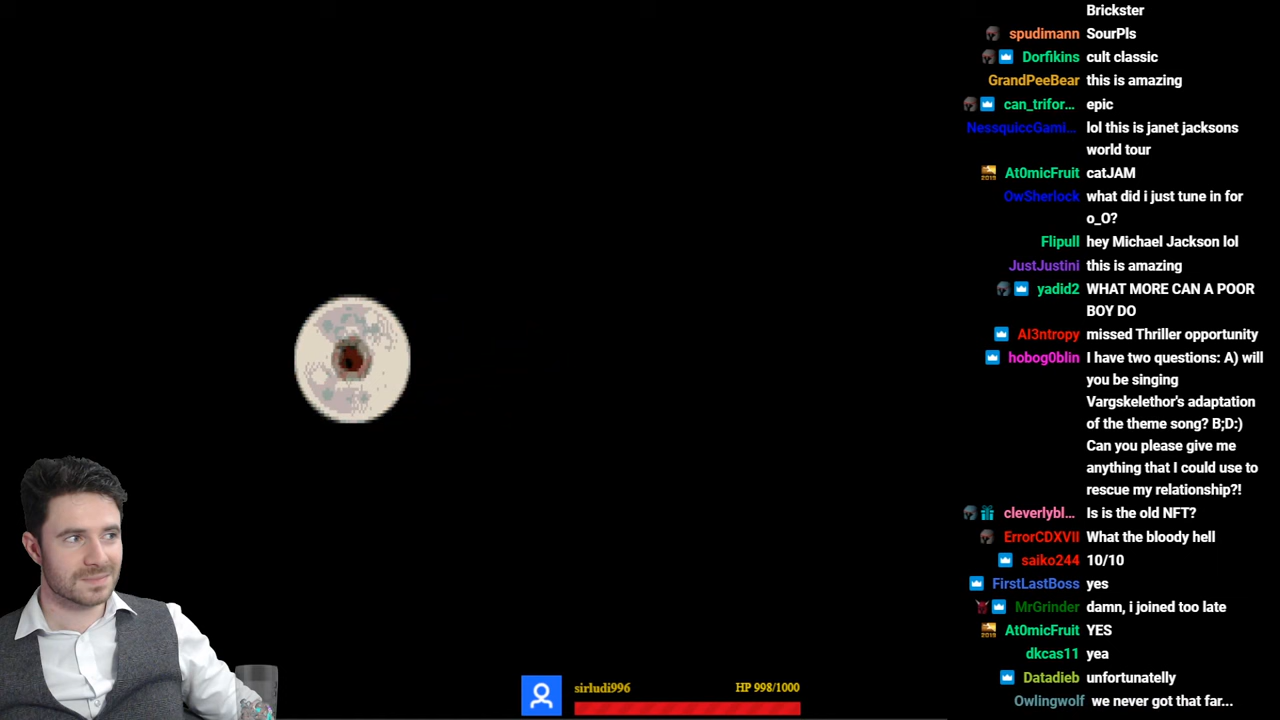 Brickster
spudimann SourPls
Dorfikins cult classic
GrandPeeBear this is amazing
can_trifor... epic
NessquiccGami... lol this is janet jacksons
world tour
At0micFruit catJAM
OwSherlock what did i just tune in for
o_O?
Flipull hey Michael Jackson lol
JustJustini this is amazing
yadid2 WHAT MORE CAN A POOR
BOY DO
Al3ntropy missed Thriller opportunity
hobog0blin I have two questions: A) will
you be singing
Vargskelethor's adaptation
of the theme song? B;D:)
Can you please give me
anything that I could use to
rescue my relationship?!
cleverlybl... Is is the old NFT?
ErrorCDXVII What the bloody hell
saiko244 10/10
FirstLastBoss yes
MrGrinder damn, i joined too late
At0micFruit YES
dkcas11 yea
Datadieb unfortunatelly
Owlingwolf we never got that far...
sirludi996 HP 998/1000